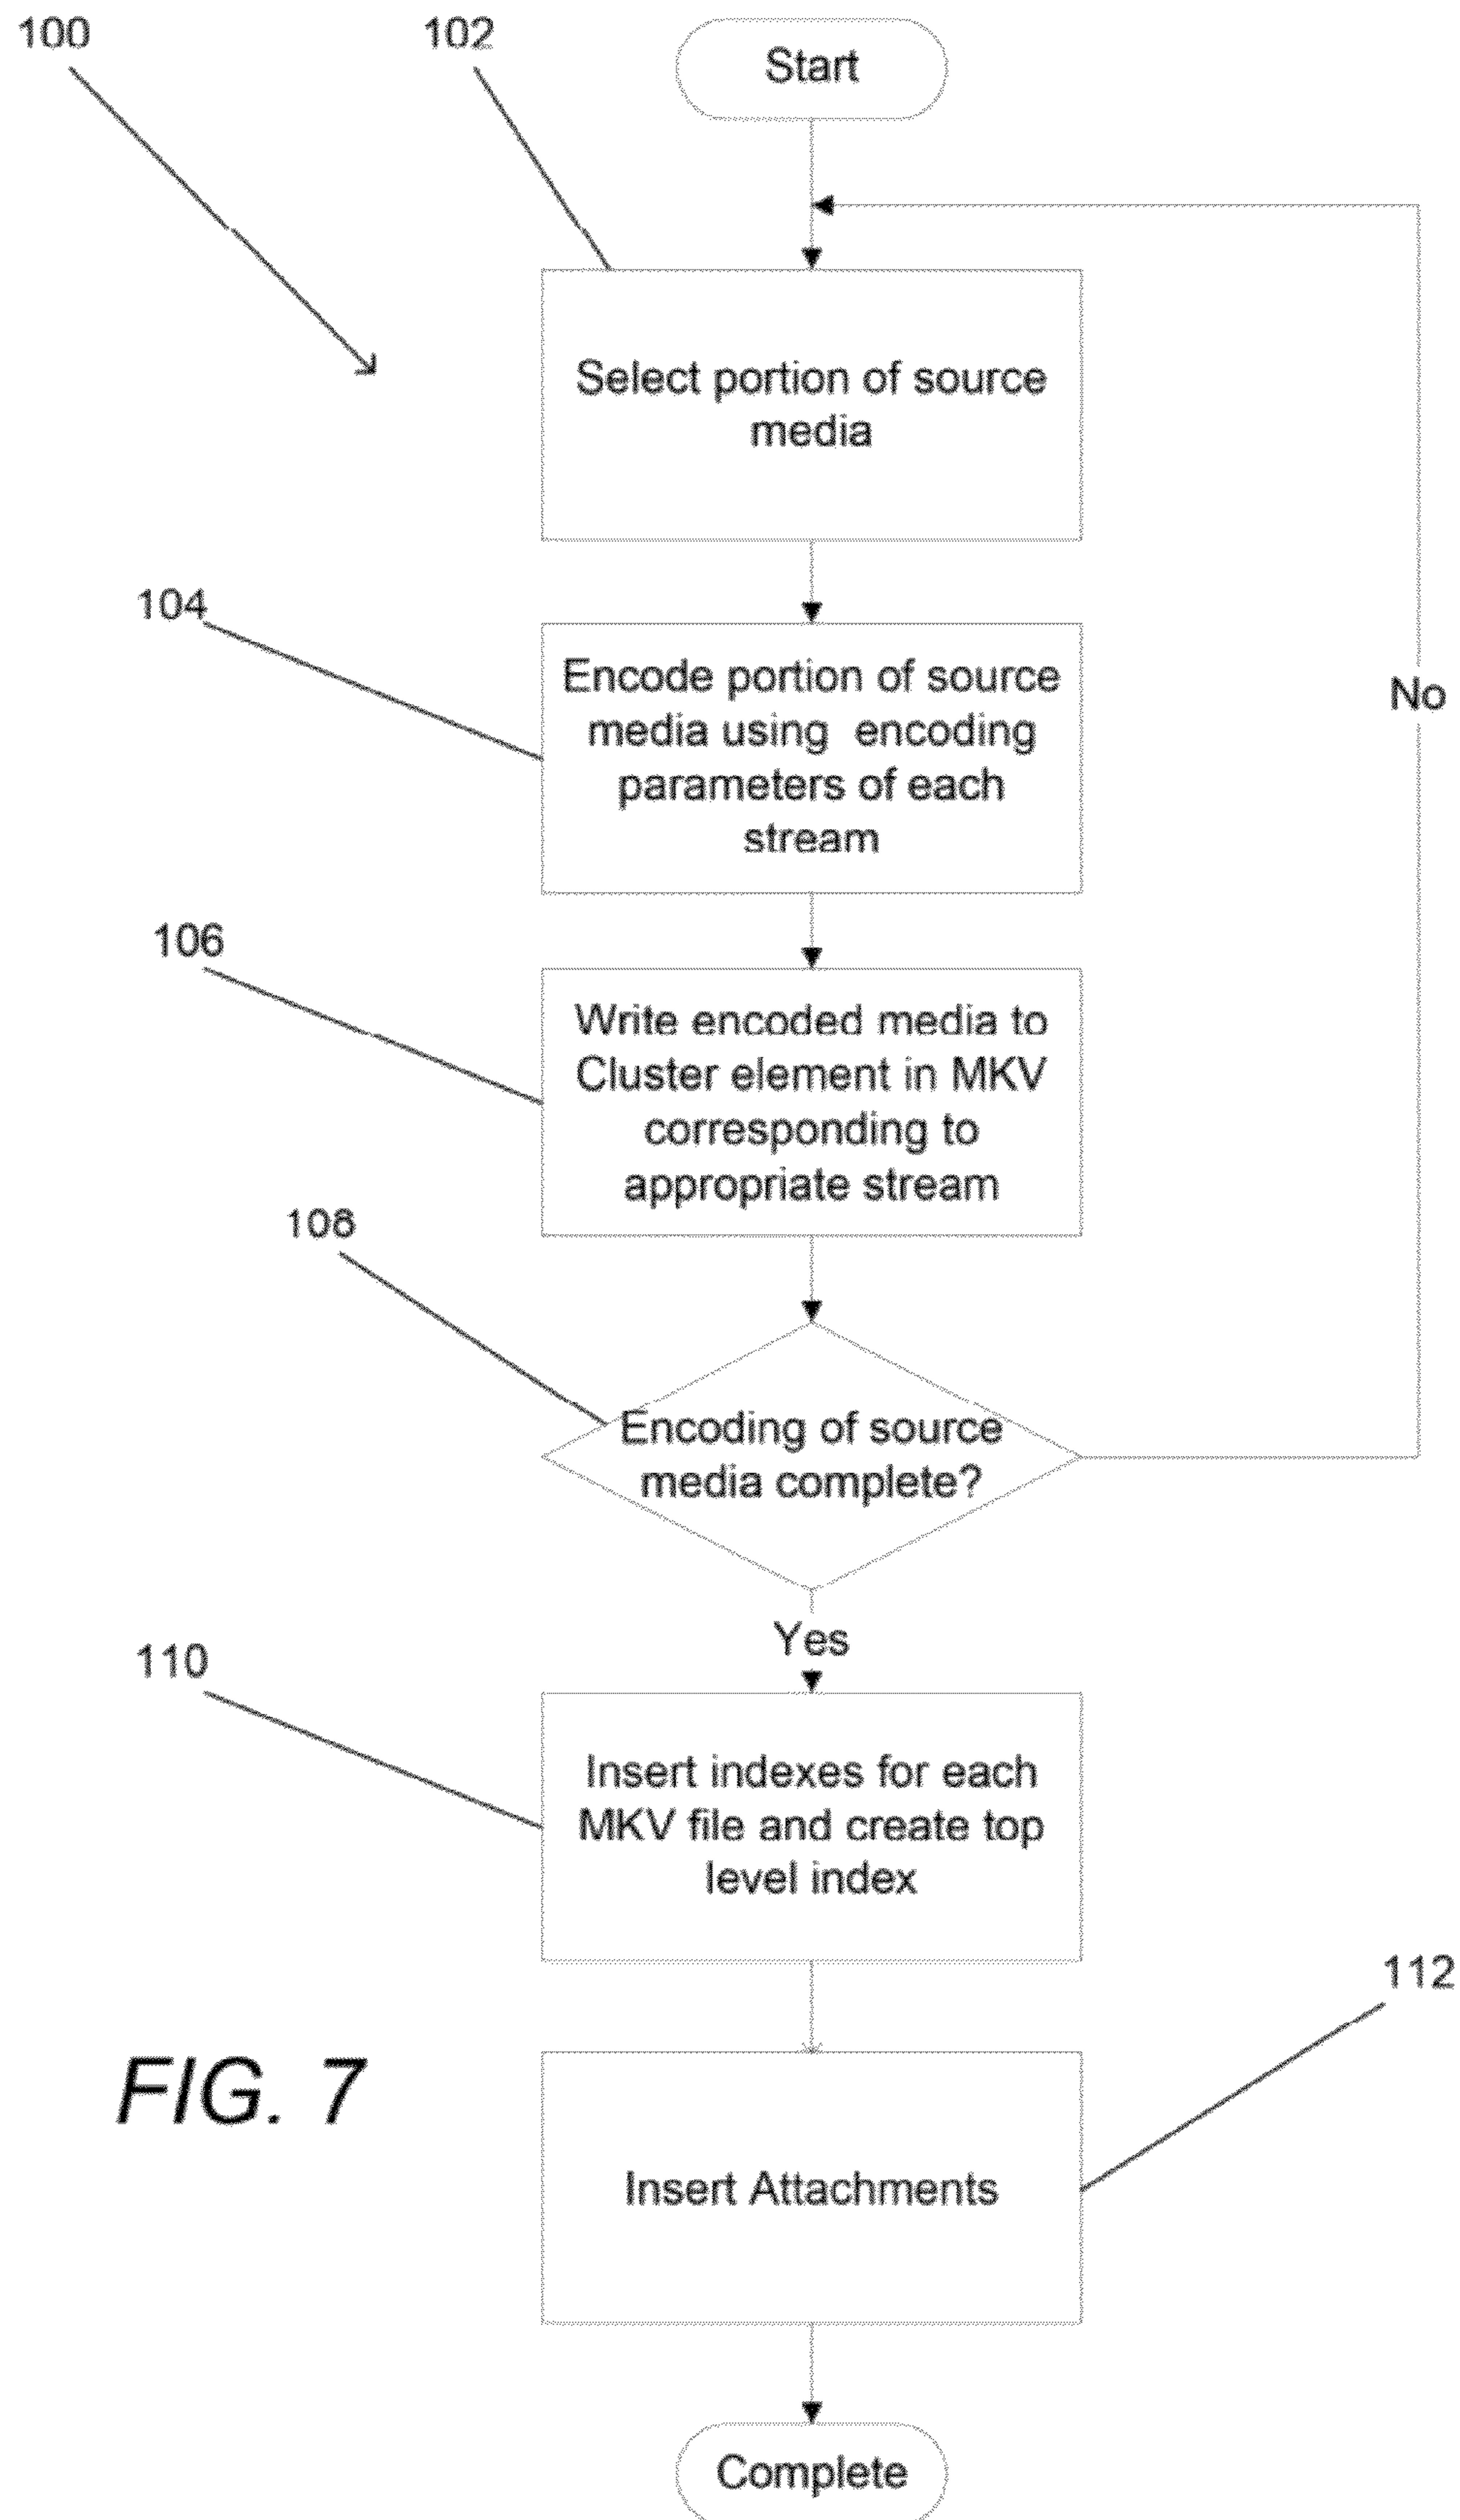 100
102
Start
Select portion of source
media
104
Encode portion of source
media using encoding
parameters of each
stream
No
106
Write encoded media to
Cluster element in MKV
corresponding to
appropriate stream
108
Encoding of source
media complete?
Yes
110
Insert indexes for each
MKV file and create top
level index
112
FIG. 7
Insert Attachments
Complete